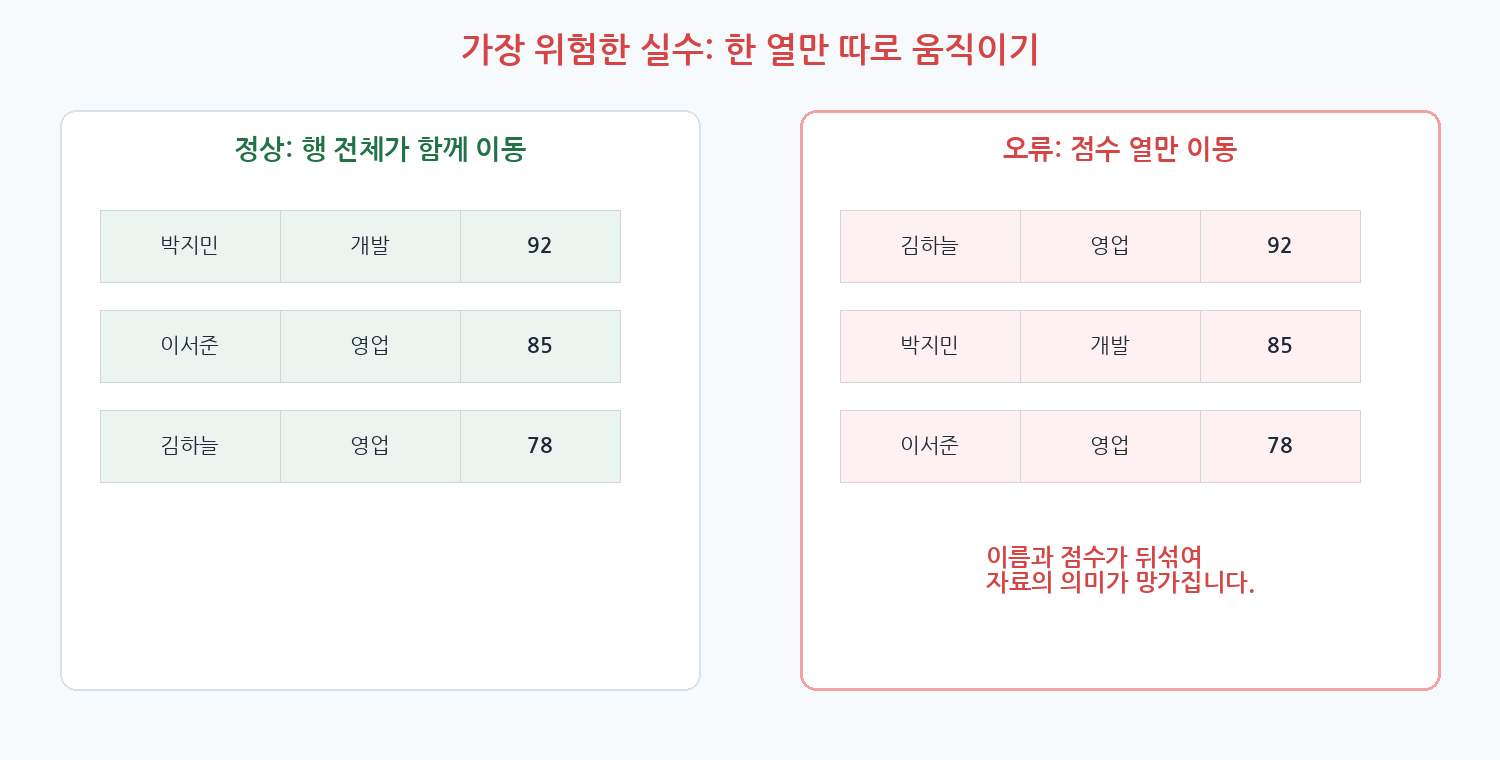 가장 위험한 실수: 한 열만 따로 움직이기
정상: 행 전체가 함께 이동
박지민 개발 92
이서준 영업 85
김하늘 영업 78
오류: 점수 열만 이동
김하늘 영업 92
박지민 개발 85
이서준 영업 78
이름과 점수가 뒤섞여
자료의 의미가 망가집니다.